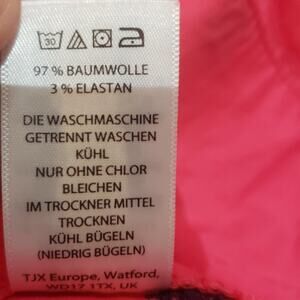 30
97 % BAUMWOLLE
3 % ELASTAN
DIE WASCHMASCHINE
GETRENNT WASCHEN
KÜHL
NUR OHNE CHLOR
BLEICHEN
IM TROCKNER MITTEL
TROCKNEN
KÜHL BÜGELN
(NIEDRIG BÜGELN)
TJX Europe, Watford,
WD17 1TX, UK